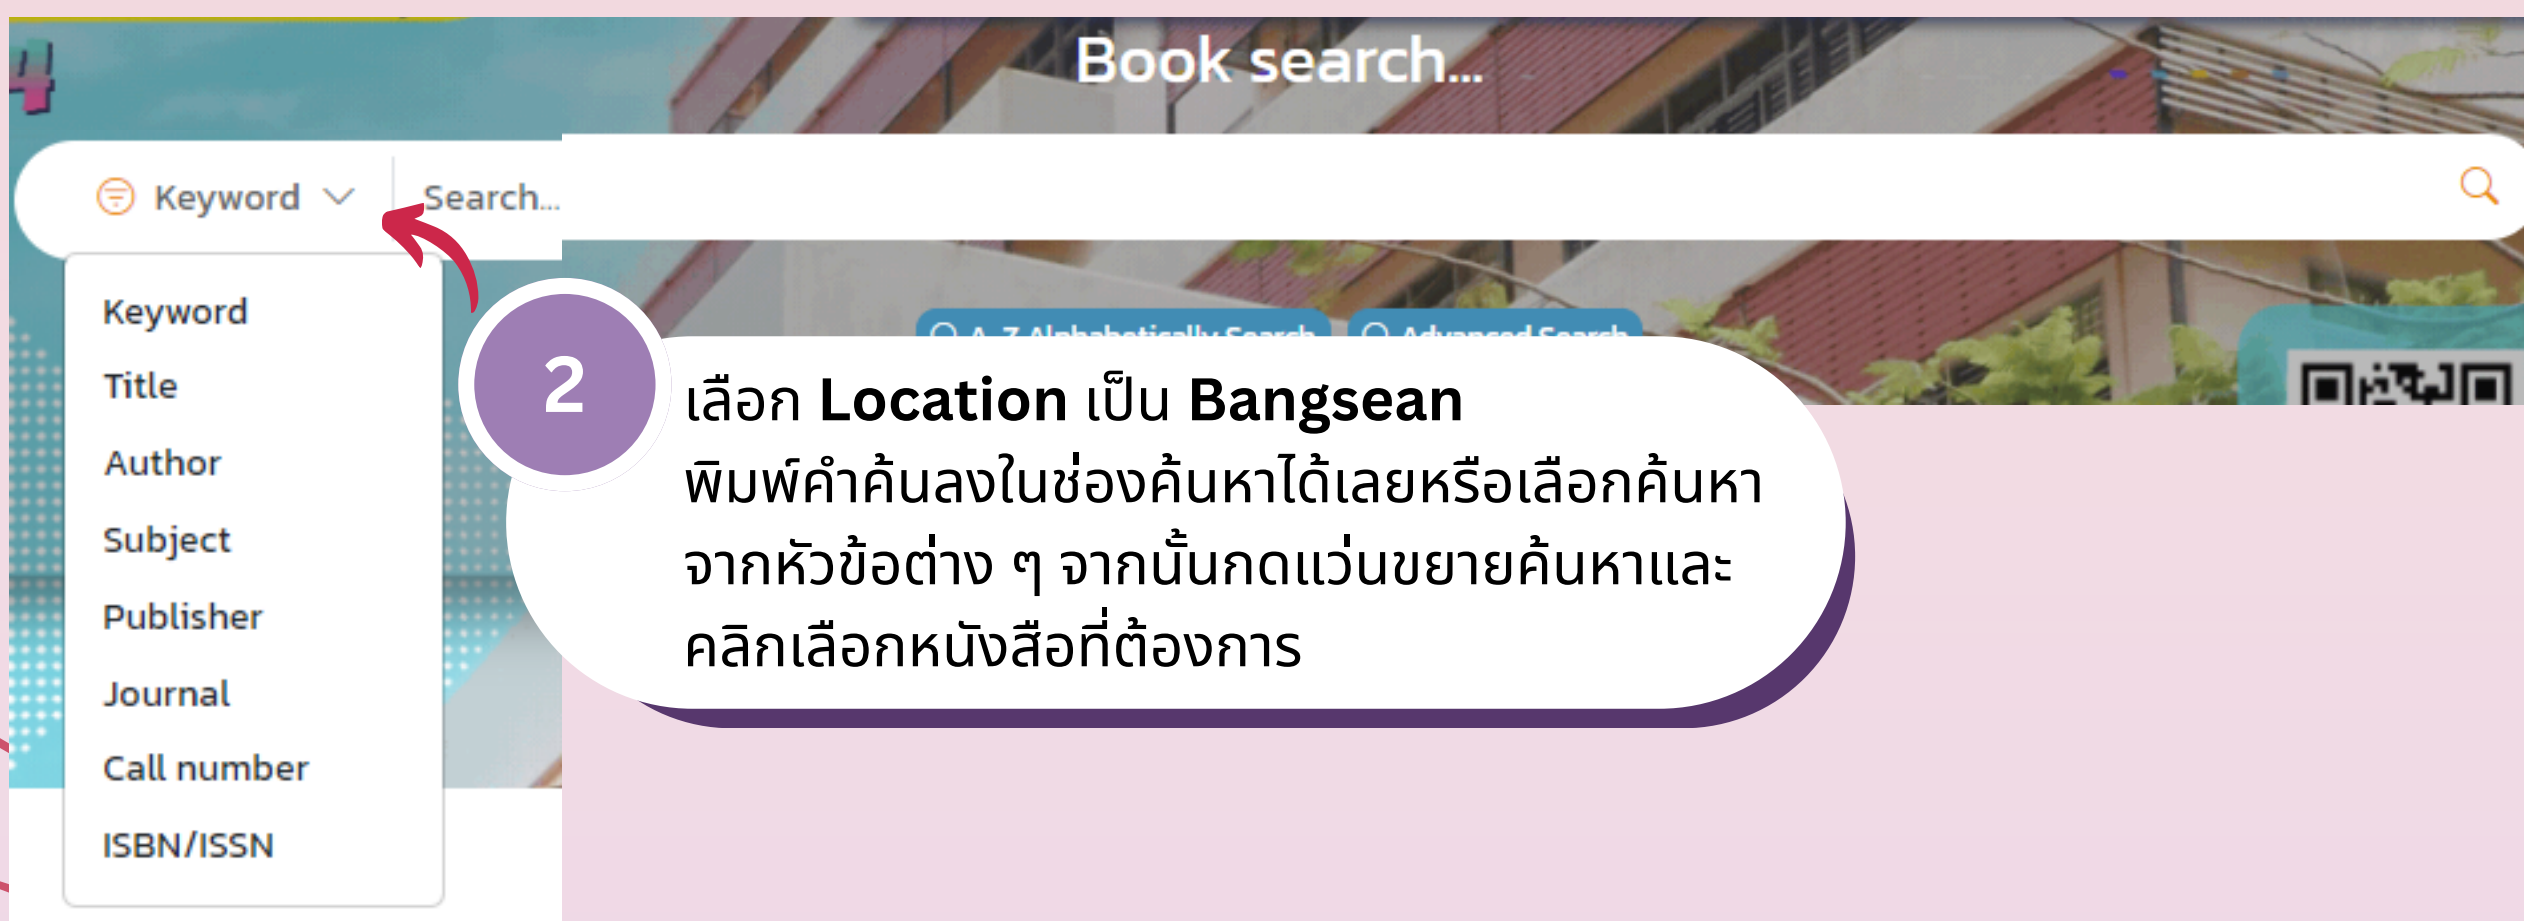 Book search...
Keyword
Search...
Keyword
Title
Author
Subject
Publisher
Journal
Call number
ISBN/ISSN
A-Z Alphabetically Search
Advanced Search
2
เลือก Location เป็น Bangsean
พิมพ์คำค้นลงในช่องค้นหาได้เลยหรือเลือกค้นหา
จากหัวข้อต่าง ๆ จากนั้นกดแว่นขยายค้นหาและ
คลิกเลือกหนังสือที่ต้องการ